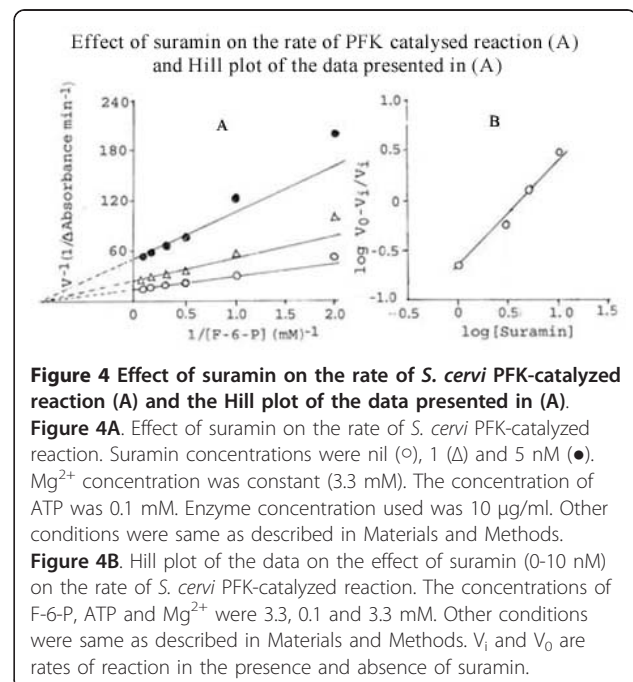 Effect of suramin on the rate of PFK catalysed reaction (A)
and Hill plot of the data presented in (A)
V⁻¹(1/ΔAbsorbance min⁻¹)
240
180
120
60
A
0
0.5
1.0
1.5
2.0
1/[F-6-P] (mM)⁻¹
log V₀-Vᵢ/Vᵢ
1.0
0.5
0
-0.5
-1.0
B
-0.5
0
0.5
1.0
1.5
log[Suramin]
Figure 4 Effect of suramin on the rate of S. cervi PFK-catalyzed
reaction (A) and the Hill plot of the data presented in (A).
Figure 4A. Effect of suramin on the rate of S. cervi PFK-catalyzed
reaction. Suramin concentrations were nil (○), 1 (Δ) and 5 nM (●).
Mg²⁺ concentration was constant (3.3 mM). The concentration of
ATP was 0.1 mM. Enzyme concentration used was 10 μg/ml. Other
conditions were same as described in Materials and Methods.
Figure 4B. Hill plot of the data on the effect of suramin (0-10 nM)
on the rate of S. cervi PFK-catalyzed reaction. The concentrations of
F-6-P, ATP and Mg²⁺ were 3.3, 0.1 and 3.3 mM. Other conditions
were same as described in Materials and Methods. Vᵢ and V₀ are
rates of reaction in the presence and absence of suramin.